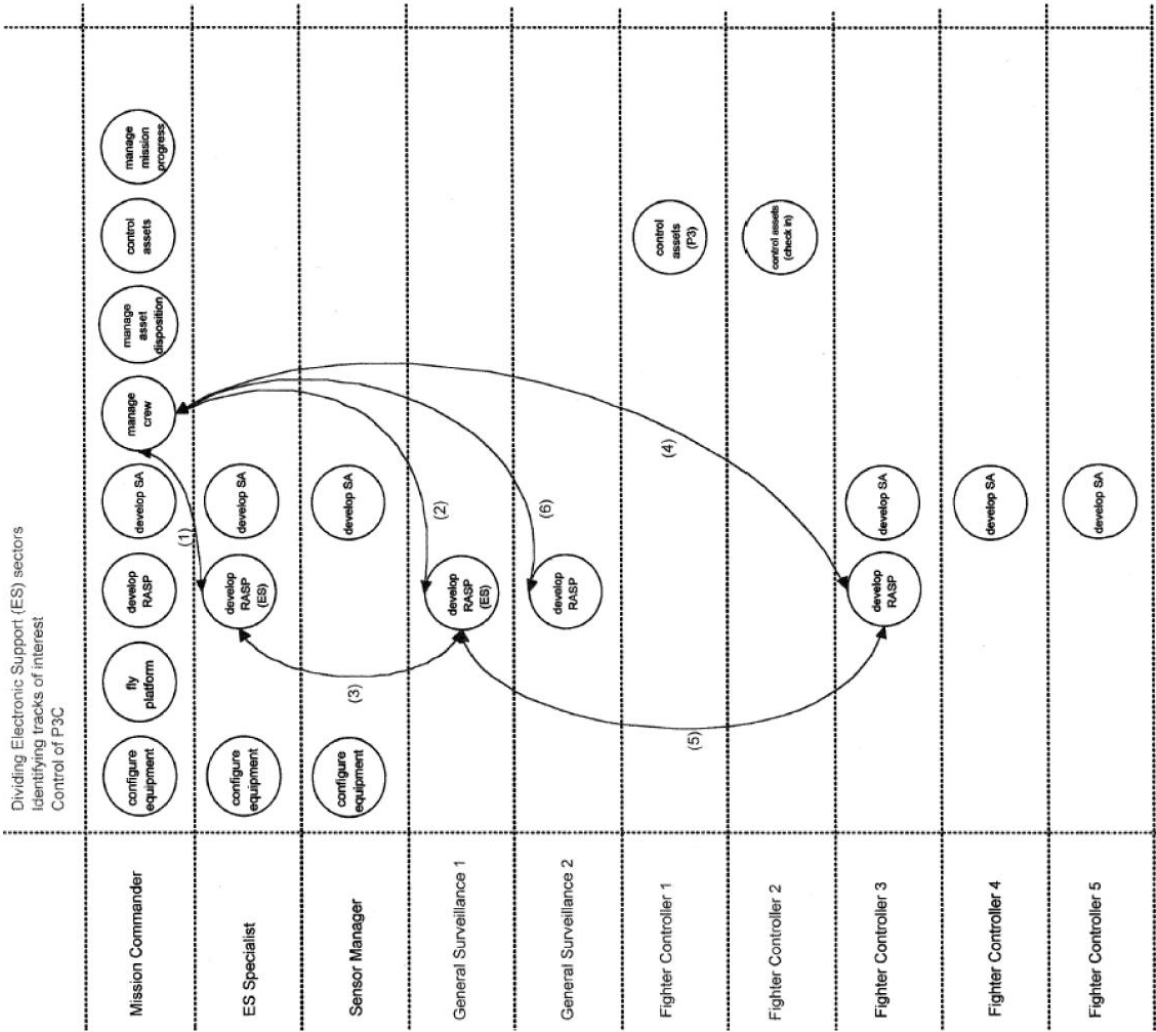 Dividing Electronic Support (ES) sectors
Identifying tracks of interest
Control of P3C
Mission Commander
configure
equipment
fly
platform
develop
RASP
develop SA
manage
crew
manage
asset
disposition
control
assets
manage
mission
progress
(1)
ES Specialist
configure
equipment
develop
RASP
(ES)
develop SA
Sensor Manager
configure
equipment
(3)
develop SA
General Surveillance 1
develop
RASP
(ES)
(2)
General Surveillance 2
develop
RASP
(6)
Fighter Controller 1
(5)
(4)
control
assets
(P3)
Fighter Controller 2
control assets
(check in)
Fighter Controller 3
develop
RASP
develop SA
Fighter Controller 4
develop SA
Fighter Controller 5
develop SA